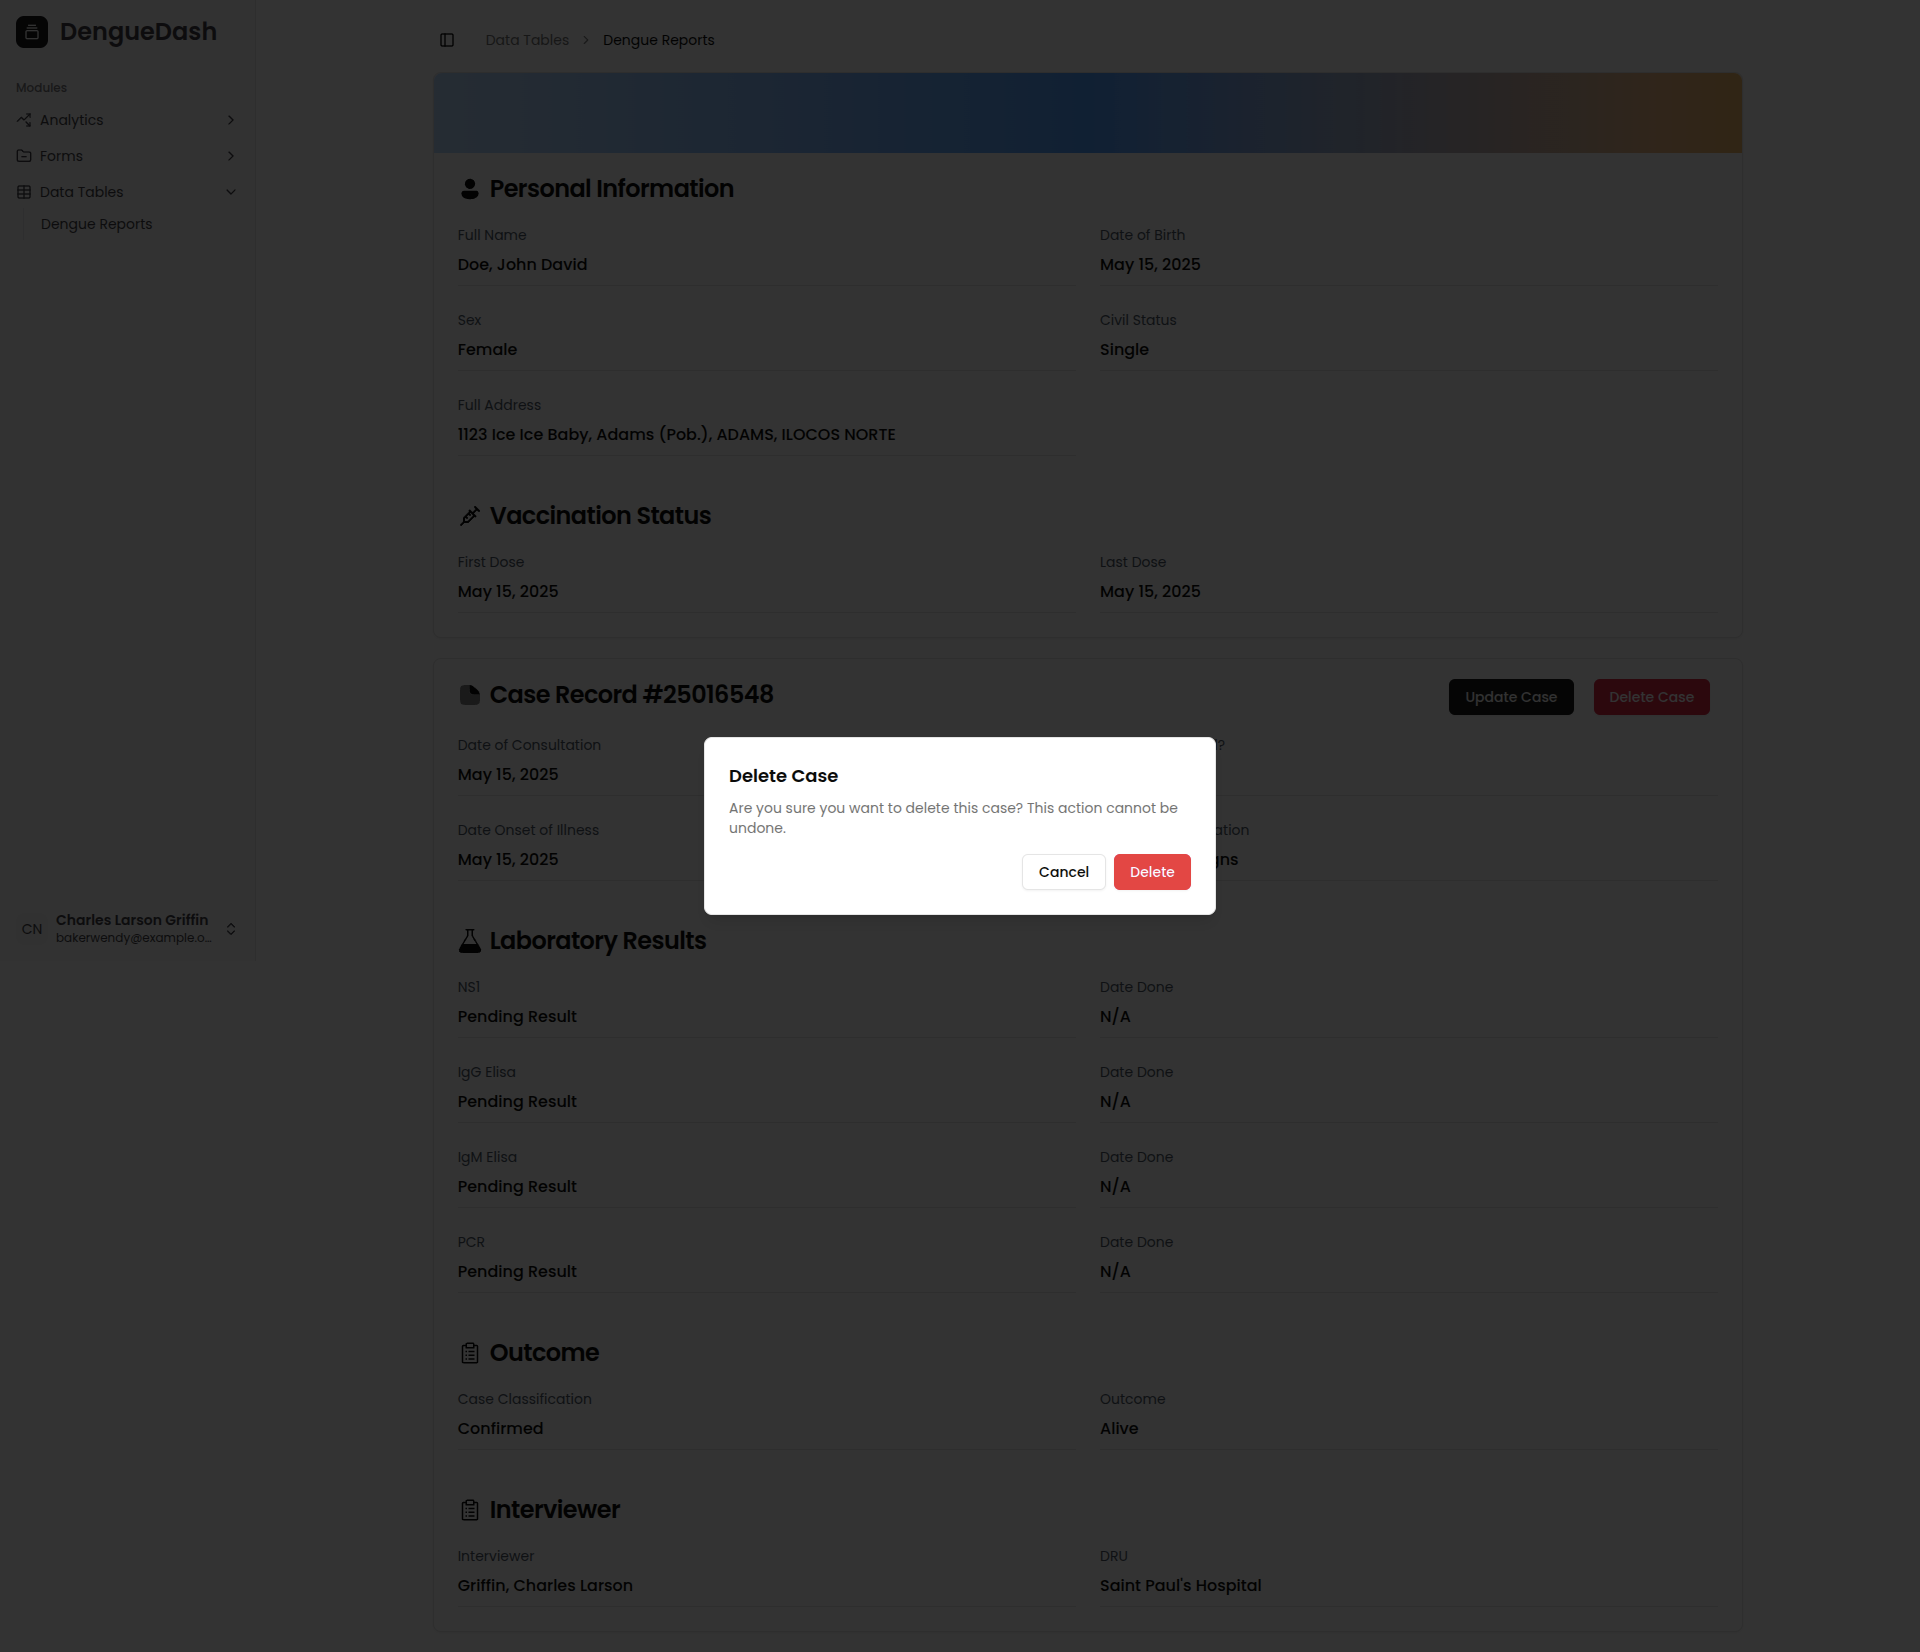 DengueDash
Modules
Analytics
Forms
Data Tables
Dengue Reports
CN
Charles Larson Griffin
bakerwendy@example.o...
Data Tables > Dengue Reports
Personal Information
Full Name
Date of Birth
Doe, John David
May 15, 2025
Sex
Civil Status
Female
Single
Full Address
1123 Ice Ice Baby, Adams (Pob.), ADAMS, ILOCOS NORTE
Vaccination Status
First Dose
Last Dose
May 15, 2025
May 15, 2025
Case Record #25016548
Update Case
Delete Case
Date of Consultation
?
May 15, 2025
Date Onset of Illness
May 15, 2025
Delete Case
Are you sure you want to delete this case? This action cannot be
undone.
Cancel
Delete
Laboratory Results
NS1
Date Done
Pending Result
N/A
IgG Elisa
Date Done
Pending Result
N/A
IgM Elisa
Date Done
Pending Result
N/A
PCR
Date Done
Pending Result
N/A
Outcome
Case Classification
Outcome
Confirmed
Alive
Interviewer
Interviewer
DRU
Griffin, Charles Larson
Saint Paul's Hospital